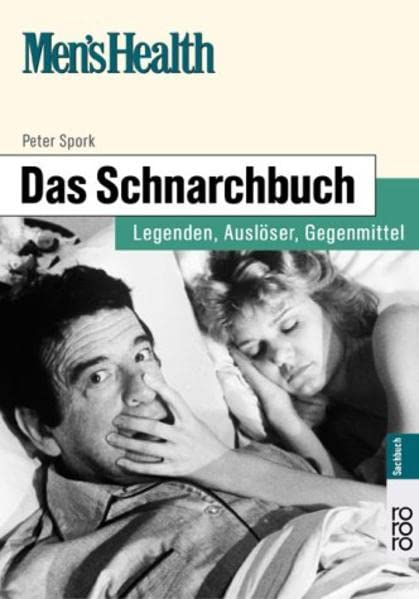 Men'sHealth
Peter Spork
Das Schnarchbuch
Legenden, Auslöser, Gegenmittel
Sachbuch
ro
ro
ro